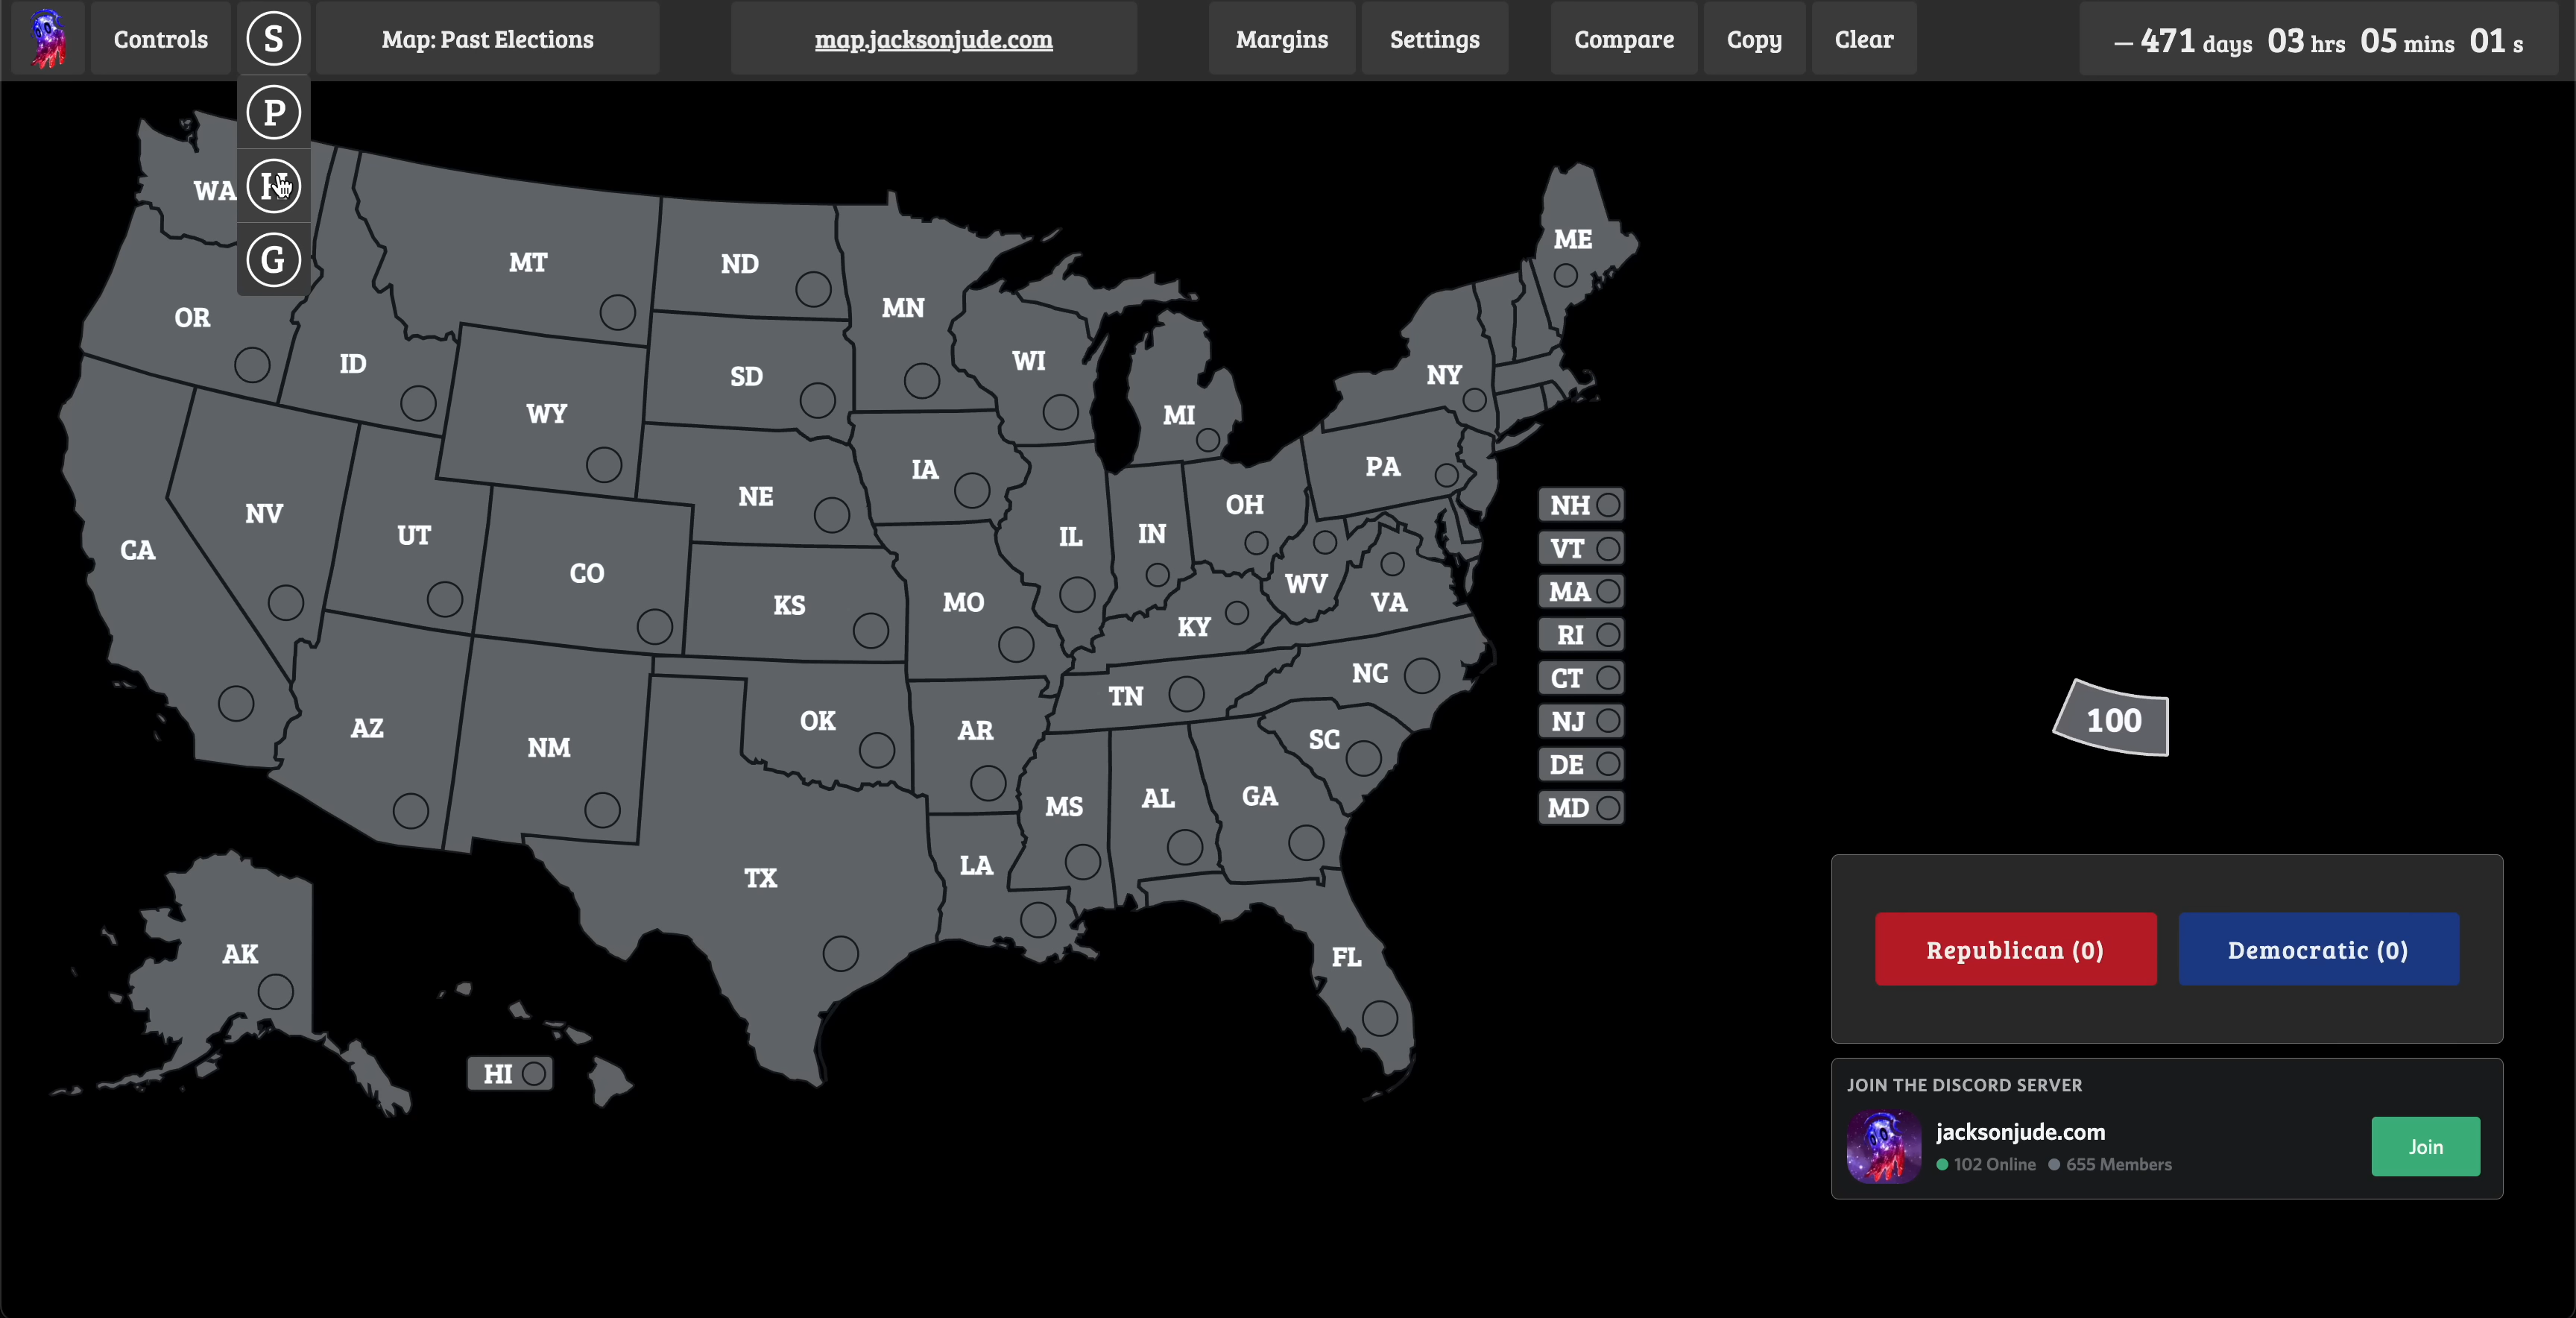 Controls
S
Map: Past Elections
map.jacksonjude.com
Margins
Settings
Compare
Copy
Clear
– 471 days 03 hrs 05 mins 01 s
P
G
WA
OR
ID
MT
ND
MN
WI
MI
ME
NY
PA
SD
WY
NE
IA
IL
IN
OH
WV
VA
CA
NV
UT
CO
KS
MO
KY
TN
NC
SC
AZ
NM
OK
AR
MS
AL
GA
LA
TX
FL
AK
HI
NH
VT
MA
RI
CT
NJ
DE
MD
100
Republican (0)
Democratic (0)
JOIN THE DISCORD SERVER
jacksonjude.com
102 Online 655 Members
Join